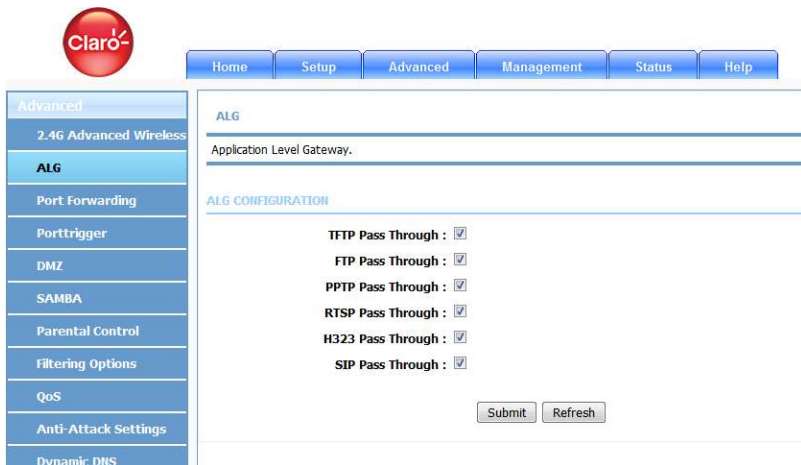 Claro-
Home Setup Advanced Management Status Help
Advanced
2.4G Advanced Wireless
ALG
Port Forwarding
Porttrigger
DMZ
SAMBA
Parental Control
Filtering Options
QoS
Anti-Attack Settings
Dynamic DNS
ALG
Application Level Gateway.
ALG CONFIGURATION
TFTP Pass Through :
FTP Pass Through :
PPTP Pass Through :
RTSP Pass Through :
H323 Pass Through :
SIP Pass Through :
Submit Refresh